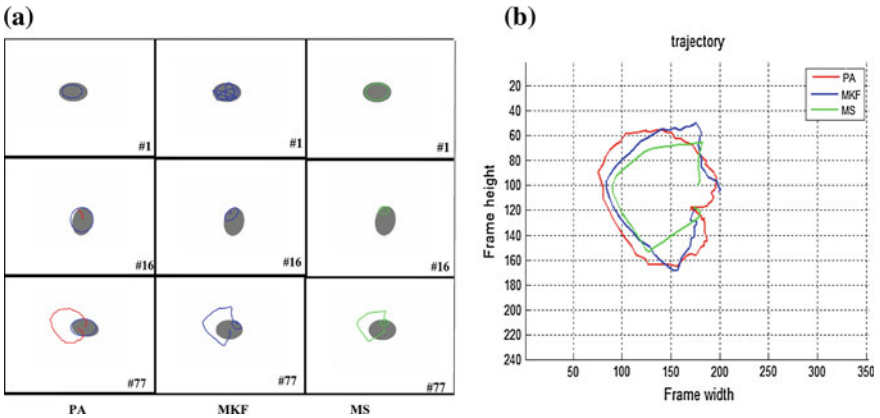 (a)
#1
#1
#1
#16
#16
#16
#77
#77
#77
PA
MKF
MS
(b)
trajectory
PA
MKF
MS
Frame height
20
40
60
80
100
120
140
160
180
200
220
240
50
100
150
200
250
300
350
Frame width